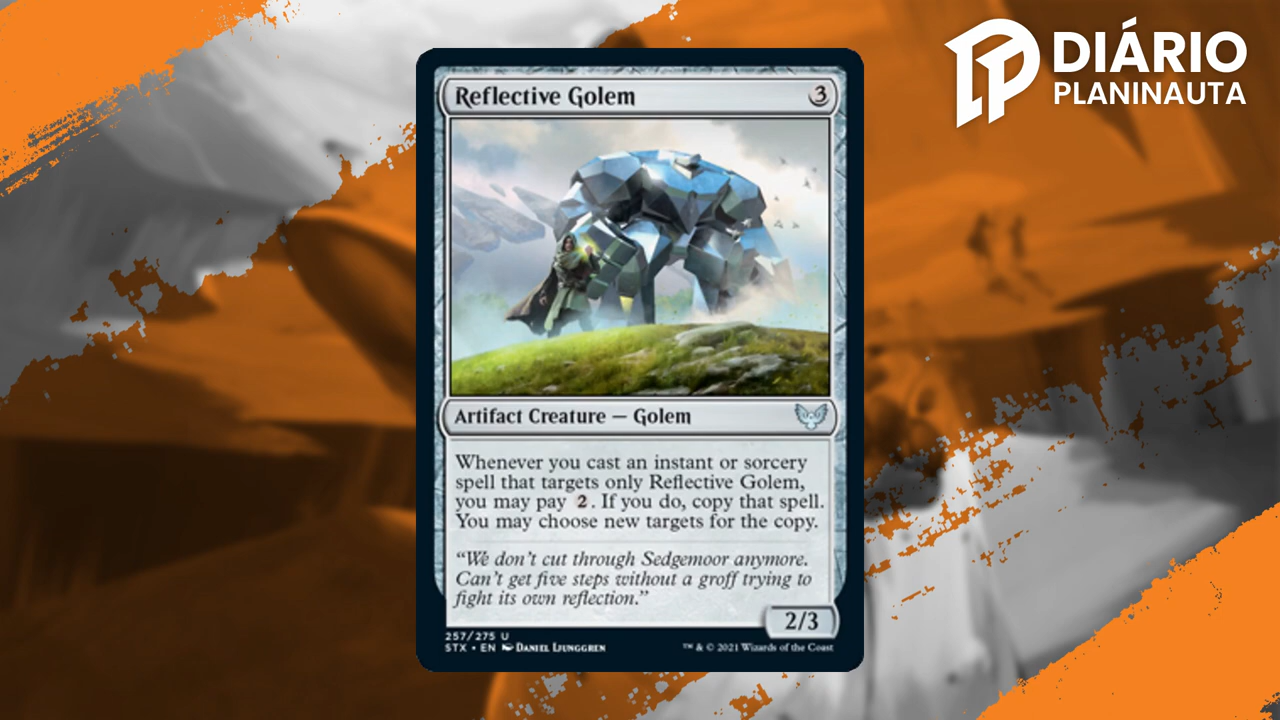 DIÁRIO
PLANINAUTA
Reflective Golem 3
Artifact Creature — Golem
Whenever you cast an instant or sorcery
spell that targets only Reflective Golem,
you may pay 2. If you do, copy that spell.
You may choose new targets for the copy.
“We don’t cut through Sedgemoor anymore.
Can’t get five steps without a groff trying to
fight its own reflection.”
2/3
257/275 U
STX • EN DANIEL LJUNGGREN
™ & © 2021 Wizards of the Coast